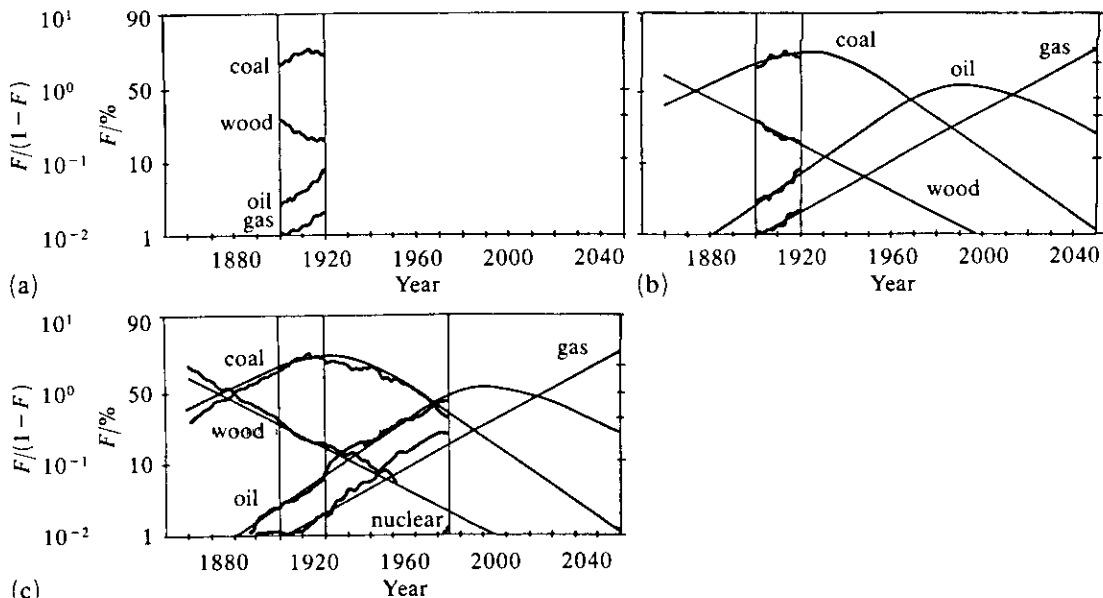 10¹ 90
coal
F/(1−F) 10⁰ F/% 50
wood
10⁻¹ 10
oil
gas
10⁻² 1
1880 1920 1960 2000 2040
(a) Year
coal
gas
oil
wood
1880 1920 1960 2000 2040
(b) Year
10¹ 90
coal
gas
F/(1−F) 10⁰ F/% 50
wood
10⁻¹ 10
oil
nuclear
10⁻² 1
1880 1920 1960 2000 2040
(c) Year